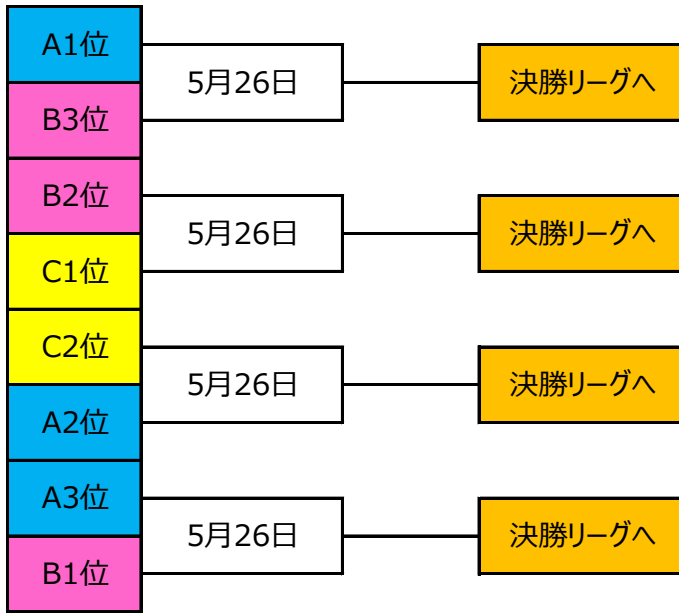 A1位
5月26日
決勝リーグへ
B3位
B2位
5月26日
決勝リーグへ
C1位
C2位
5月26日
決勝リーグへ
A2位
A3位
5月26日
決勝リーグへ
B1位